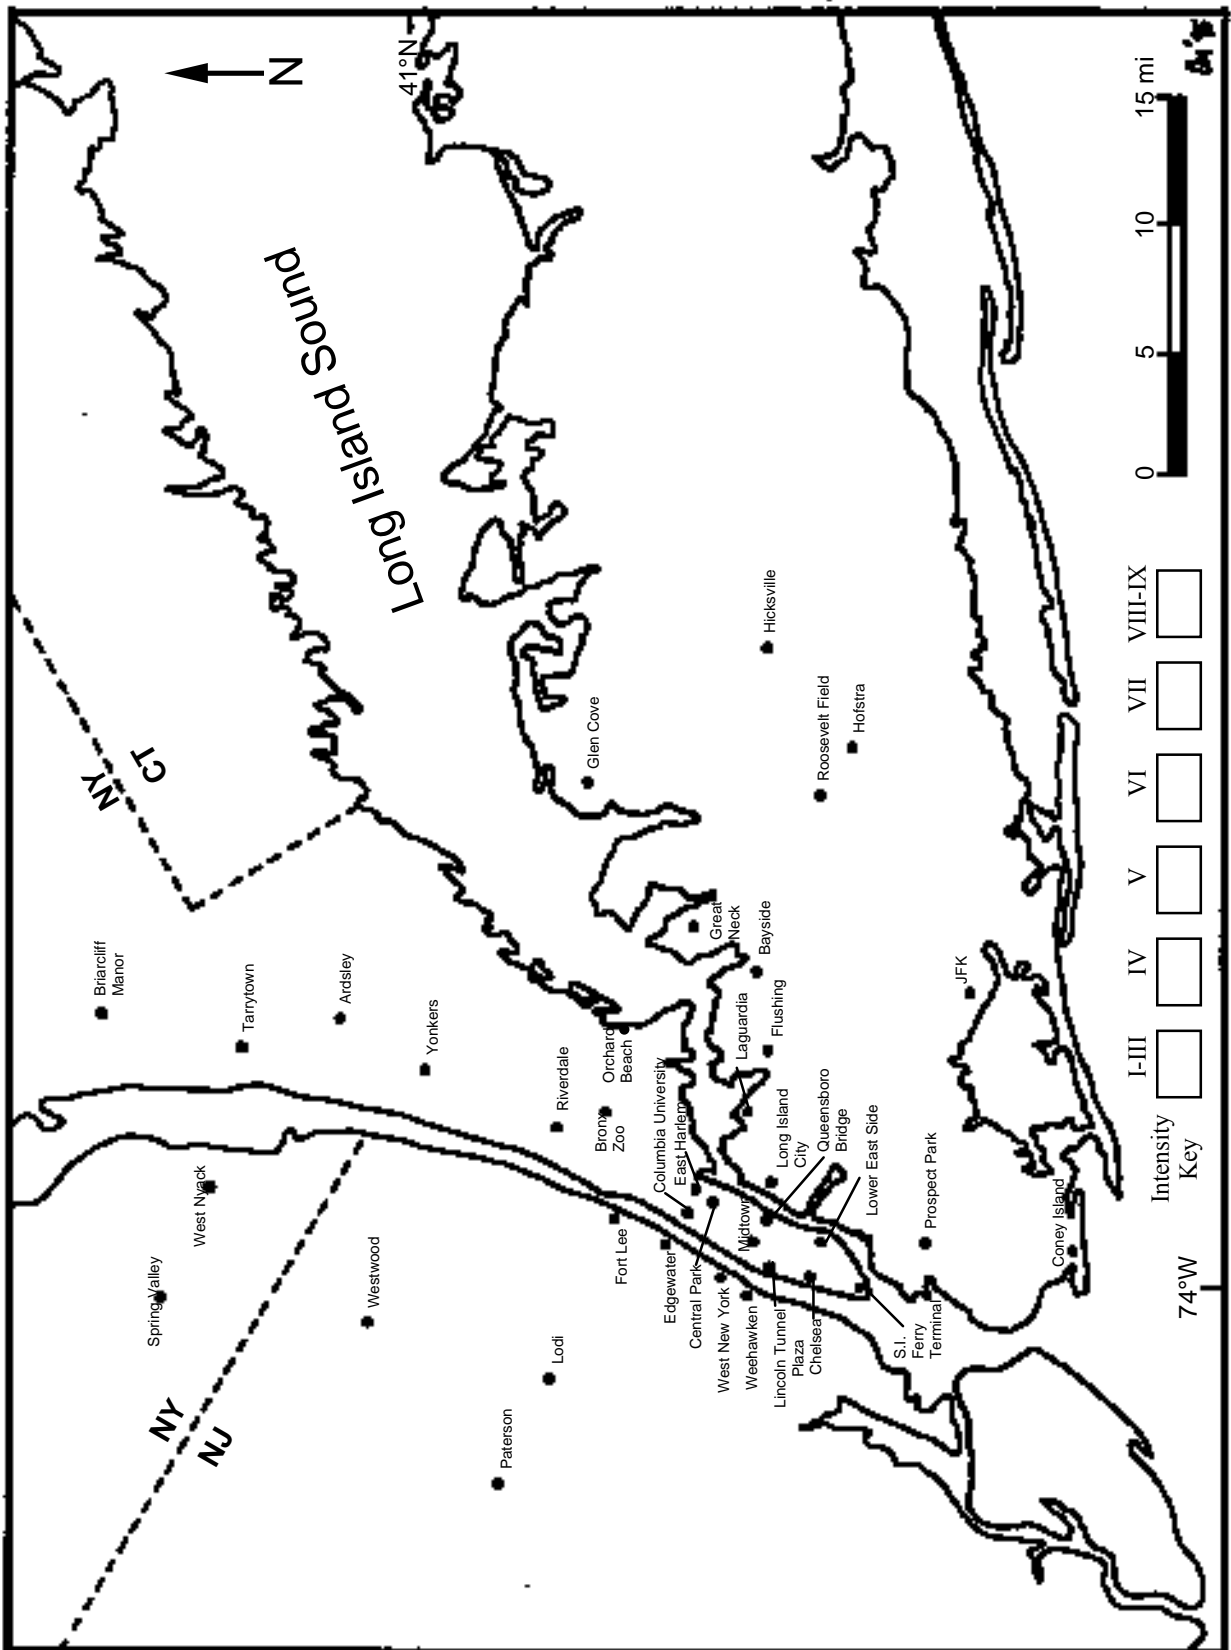 41°N
N
Long Island Sound
NY
CT
NY
NJ
Briarcliff
Manor
Tarrytown
Ardsley
Yonkers
West Nyack
Spring Valley
Westwood
Riverdale
Orchard
Beach
Bronx
Zoo
Columbia University
East Harlem
Fort Lee
Edgewater
Central Park
West New York
Weehawken
Lincoln Tunnel
Plaza
Chelsea
Midtown
Lodi
Paterson
Glen Cove
Great
Neck
Bayside
Laguardia
Flushing
Long Island
City
Queensboro
Bridge
Lower East Side
Hicksville
Roosevelt Field
Hofstra
JFK
Prospect Park
S.I.
Ferry
Terminal
Coney Island
74°W
Intensity
Key
I-III
IV
V
VI
VII
VIII-IX
0
5
10
15 mi